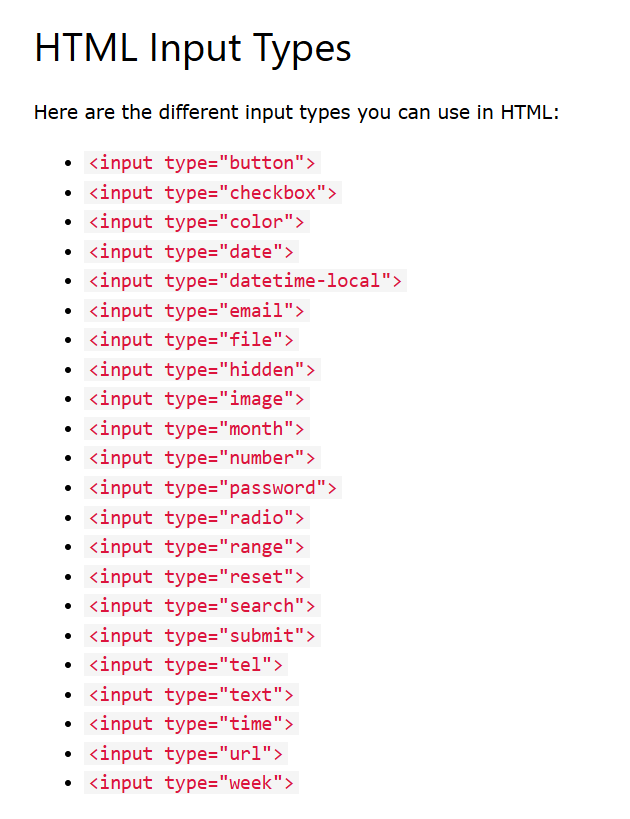 HTML Input Types
Here are the different input types you can use in HTML:
<input type="button">
<input type="checkbox">
<input type="color">
<input type="date">
<input type="datetime-local">
<input type="email">
<input type="file">
<input type="hidden">
<input type="image">
<input type="month">
<input type="number">
<input type="password">
<input type="radio">
<input type="range">
<input type="reset">
<input type="search">
<input type="submit">
<input type="tel">
<input type="text">
<input type="time">
<input type="url">
<input type="week">